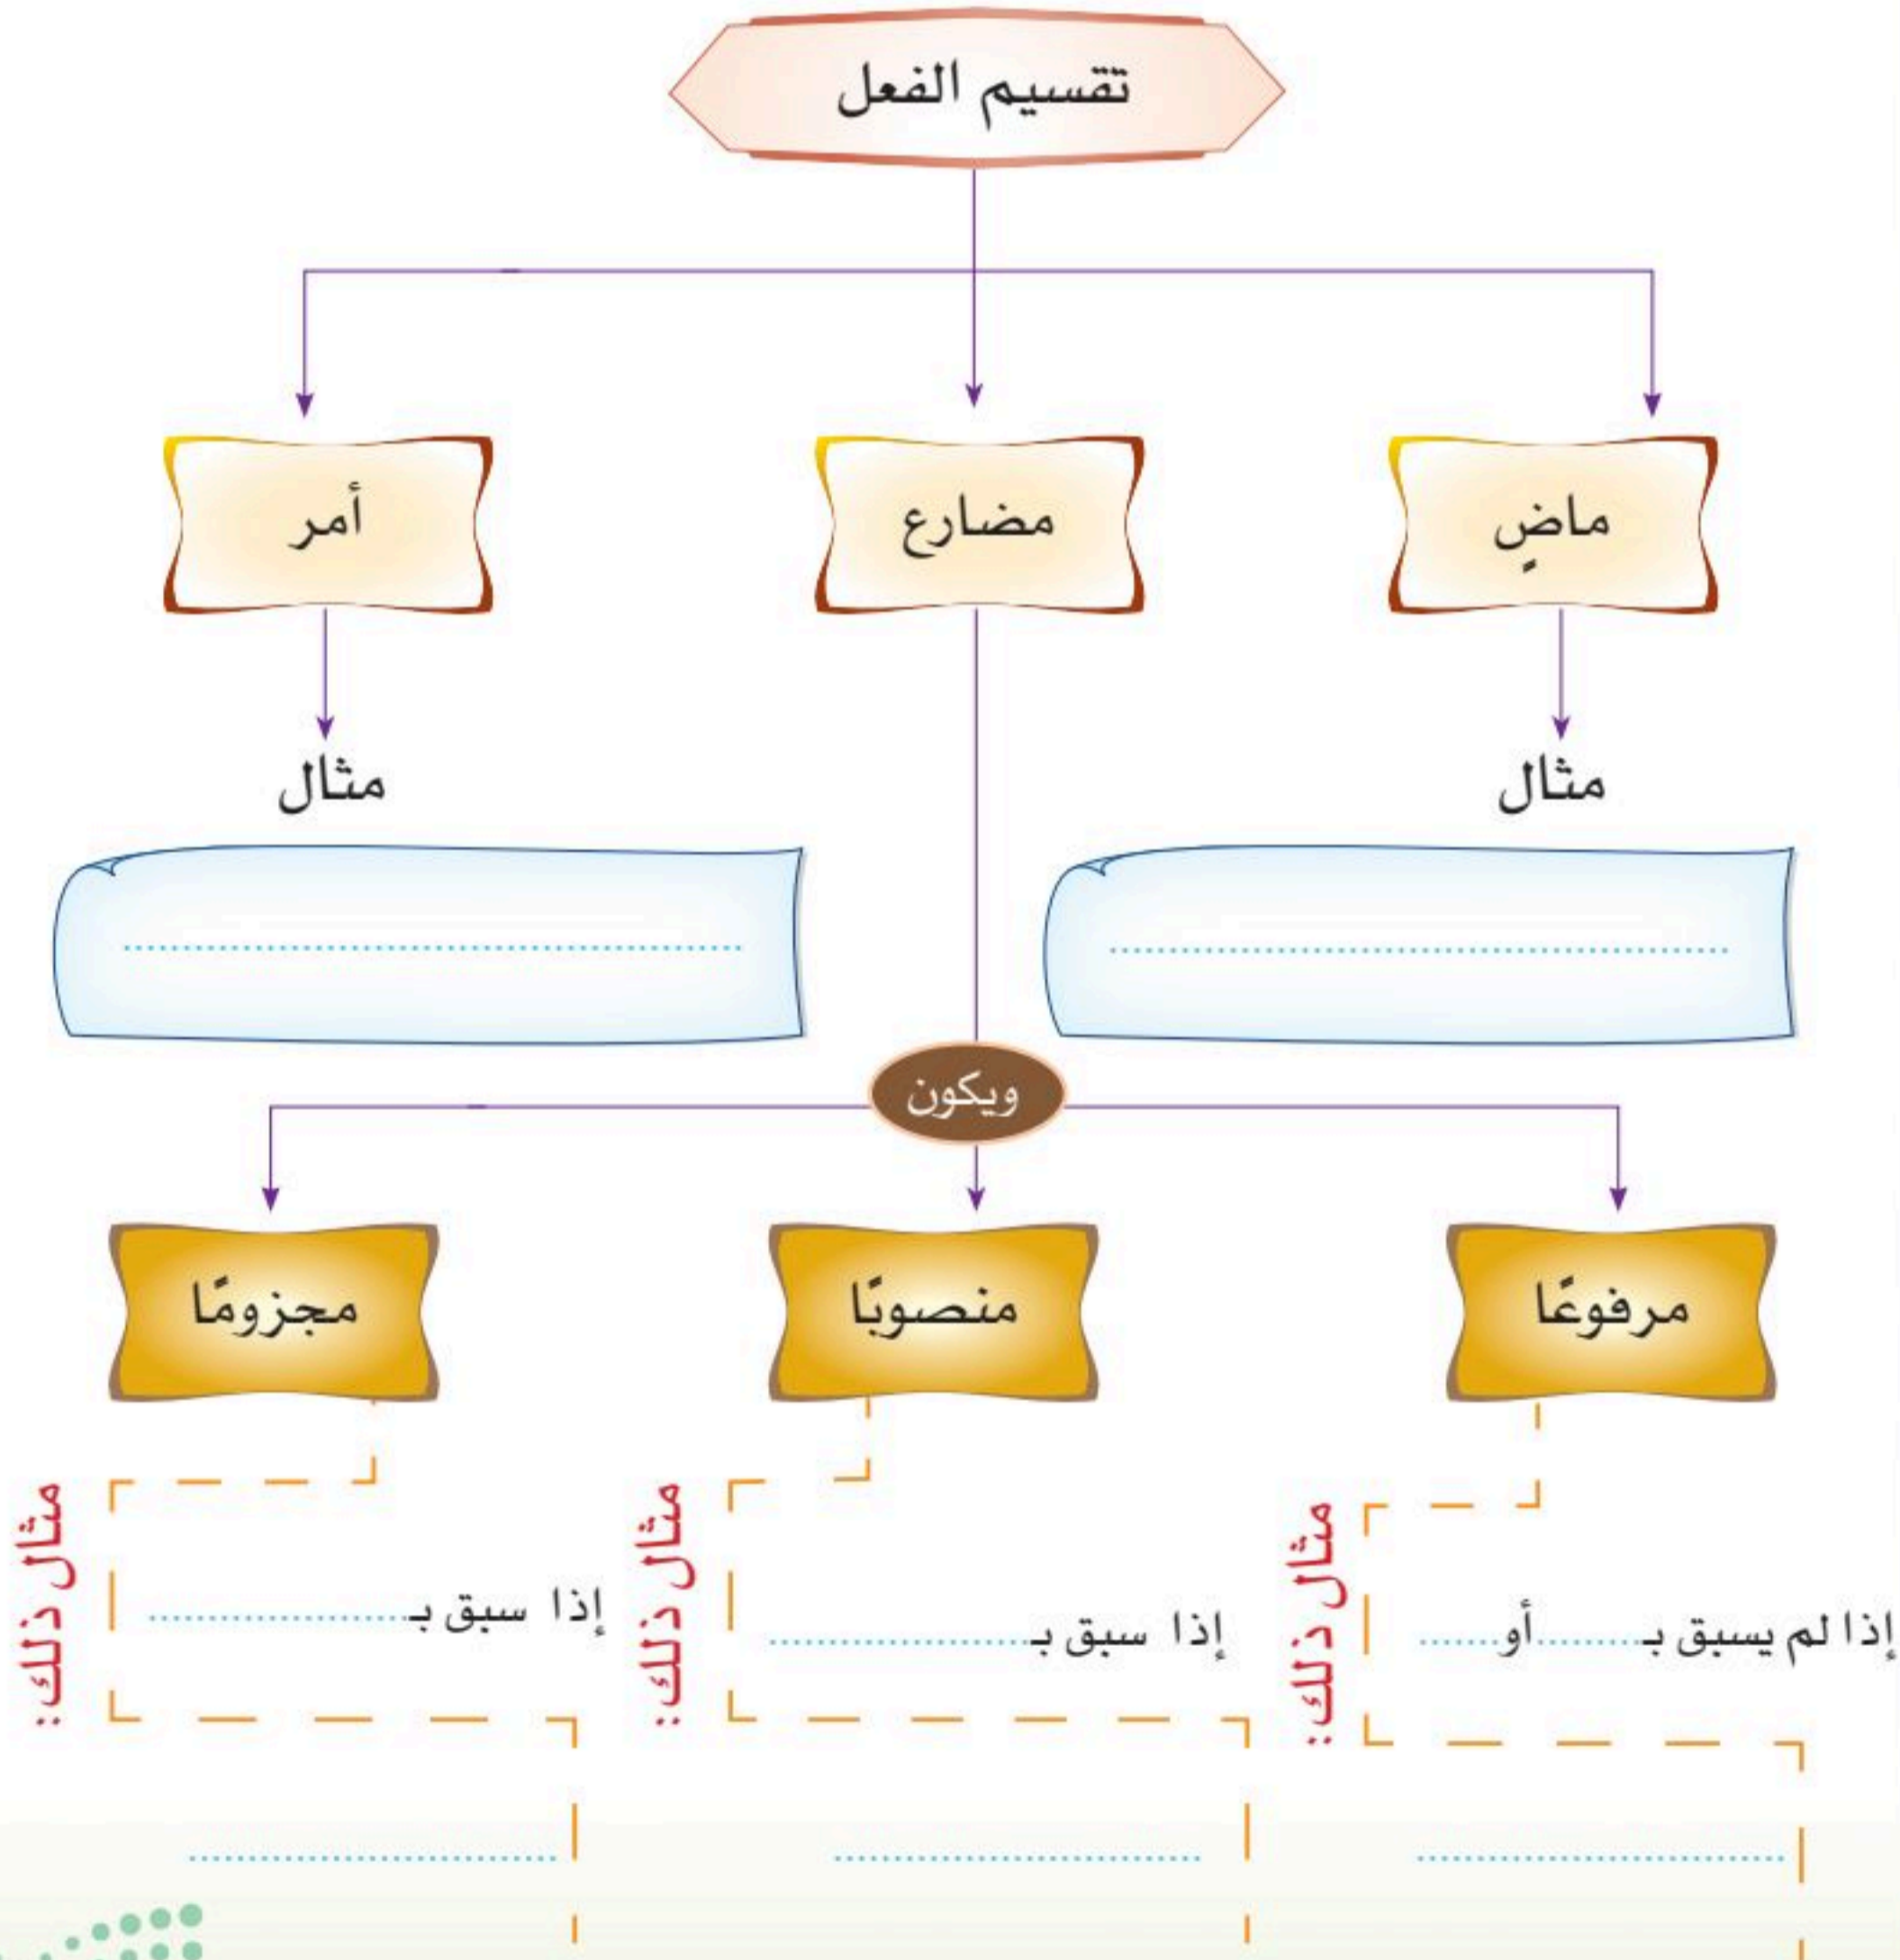 تقسيم الفعل
ماضٍ
مضارع
أمر
مثال
مثال
ويكون
مرفوعًا
منصوبًا
مجزومًا
إذا لم يسبق بـ.........أو.......
مثال ذلك:
إذا سبق بـ......................
مثال ذلك:
إذا سبق بـ......................
مثال ذلك: